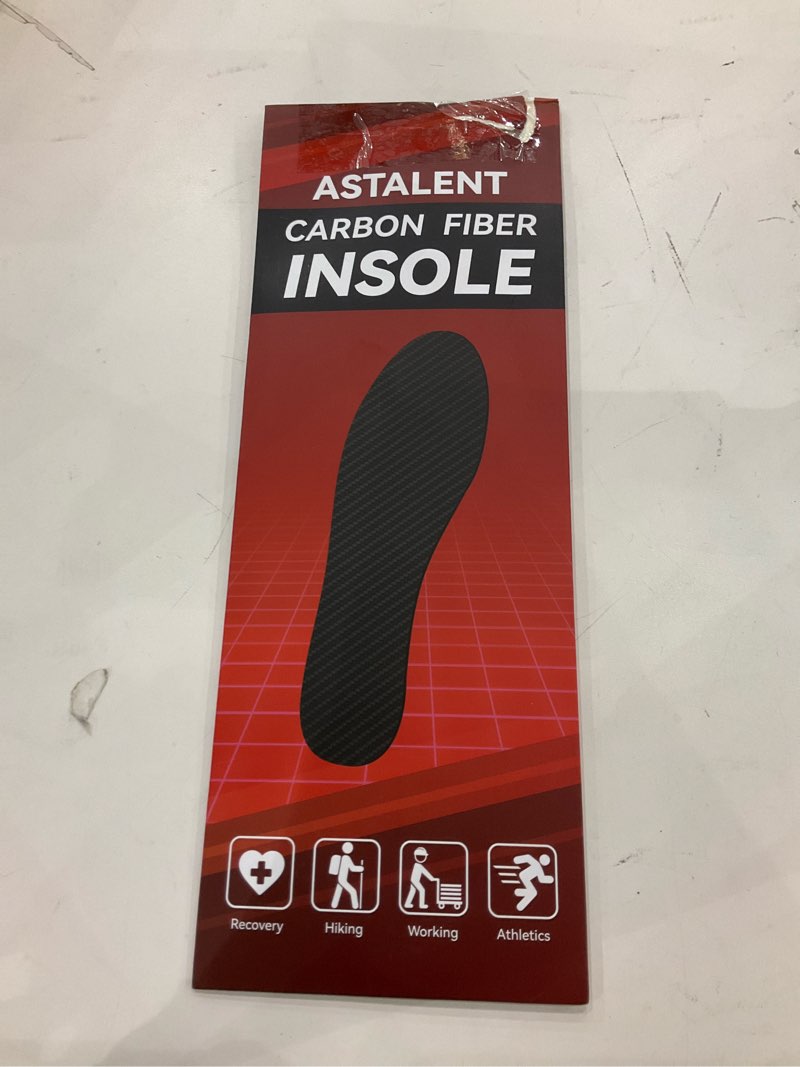 ASTALENT
CARBON FIBER
INSOLE
Recovery
Hiking
Working
Athletics